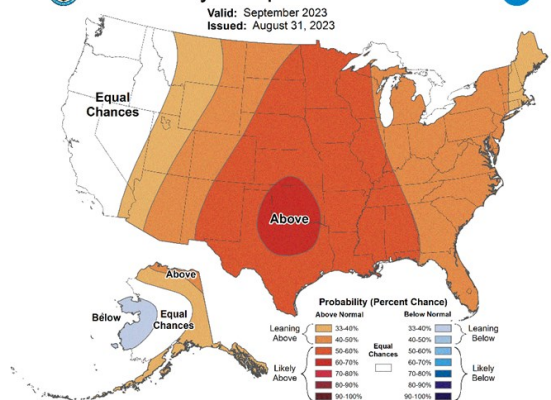 Valid: September 2023
Issued: August 31, 2023
Equal
Chances
Above
Above
Below
Equal
Chances
Probability (Percent Chance)
Above Normal
Below Normal
Leaning
Above
33-40%
40-50%
Likely
Above
50-60%
60-70%
70-80%
80-90%
90-100%
Equal
Chances
33-40%
40-50%
Leaning
Below
50-60%
60-70%
70-80%
80-90%
90-100%
Likely
Below